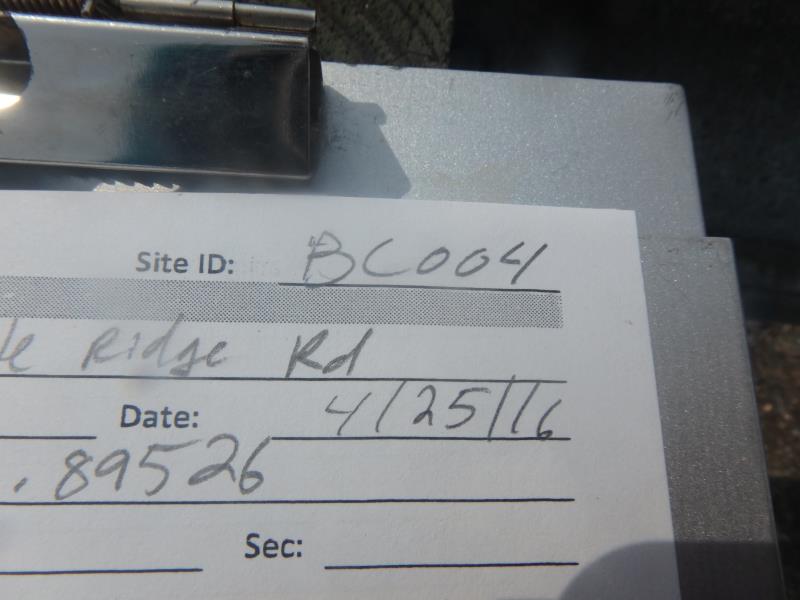 Site ID: BC004
Ridge Rd
Date: 4/25/16
.89526
Sec: